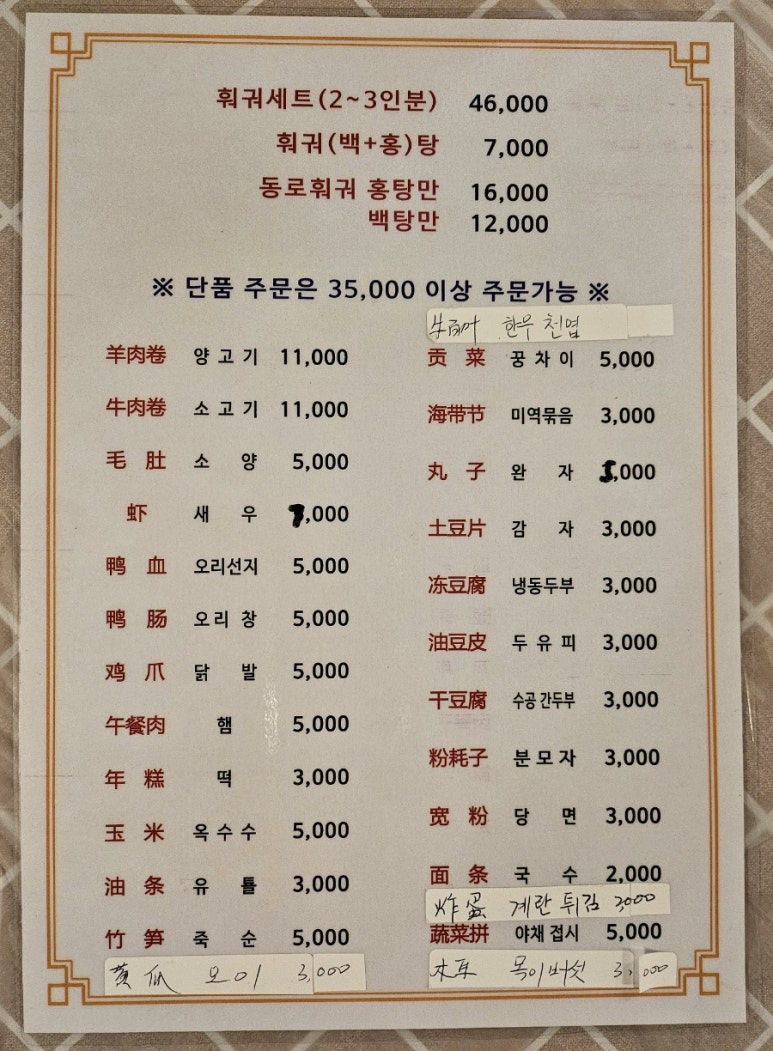 훠궈세트(2~3인분) 46,000
훠궈(백+홍)탕 7,000
동로훠궈 홍탕만 16,000
백탕만 12,000
※ 단품 주문은 35,000 이상 주문가능 ※
羊肉卷 양고기 11,000
牛肉卷 소고기 11,000
毛肚 소양 5,000
虾 새우 7,000
鸭血 오리선지 5,000
鸭肠 오리창 5,000
鸡爪 닭발 5,000
午餐肉 햄 5,000
年糕 떡 3,000
玉米 옥수수 5,000
油条 유틀 3,000
竹笋 죽순 5,000
黄瓜 오이 3,000
한우 천엽
贡菜 꽁차이 5,000
海带节 미역묶음 3,000
丸子 완자 5,000
土豆片 감자 3,000
冻豆腐 냉동두부 3,000
油豆皮 두유피 3,000
干豆腐 수공간두부 3,000
粉耗子 분모자 3,000
宽粉 당면 3,000
面条 국수 2,000
炸蛋 계란 튀김 3,000
蔬菜拼 야채 접시 5,000
木耳 목이버섯 3,000